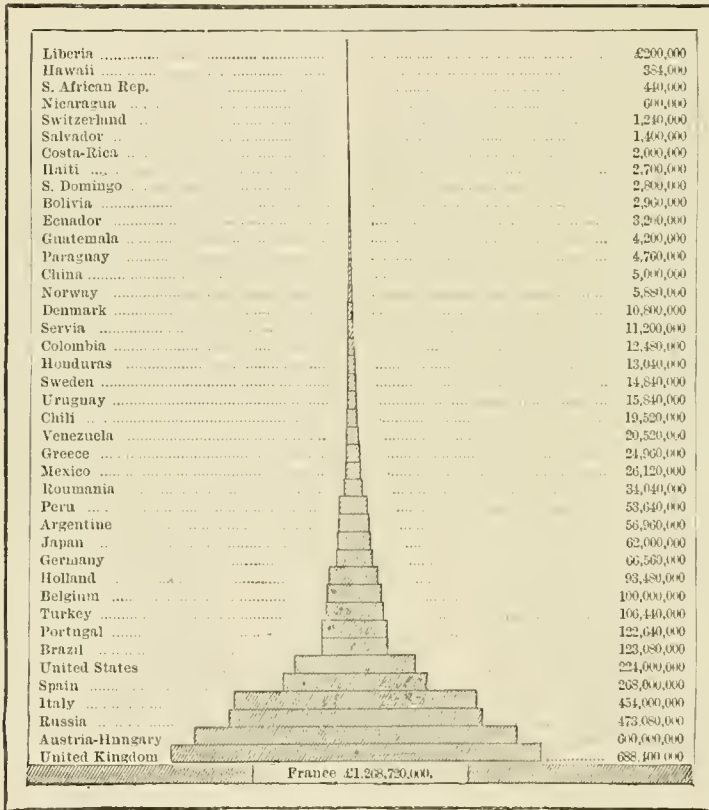 Liberia £200,000
Hawaii 384,000
S. African Rep. 440,000
Nicaragua 600,000
Switzerlund 1,240,000
Salvador 1,400,000
Costa-Rica 2,000,000
Haiti 2,700,000
S. Domingo 2,800,000
Bolivia 2,960,000
Ecuador 3,260,000
Guatemala 4,200,000
Paraguay 4,760,000
China 5,000,000
Norway 5,880,000
Denmark 10,800,000
Servia 11,200,000
Colombia 12,480,000
Honduras 13,040,000
Sweden 14,840,000
Uruguay 15,840,000
Chili 19,520,000
Venezuela 20,520,000
Greece 24,960,000
Mexico 26,120,000
Roumania 34,040,000
Peru 53,640,000
Argentine 56,960,000
Japan 62,000,000
Germany 66,560,000
Holland 93,480,000
Belgium 100,000,000
Turkey 106,440,000
Portugal 122,640,000
Brazil 123,080,000
United States 224,000,000
Spain 268,000,000
Italy 454,000,000
Russia 473,080,000
Austria-Hungary 600,000,000
United Kingdom 688,400,000
France £1,268,720,000.